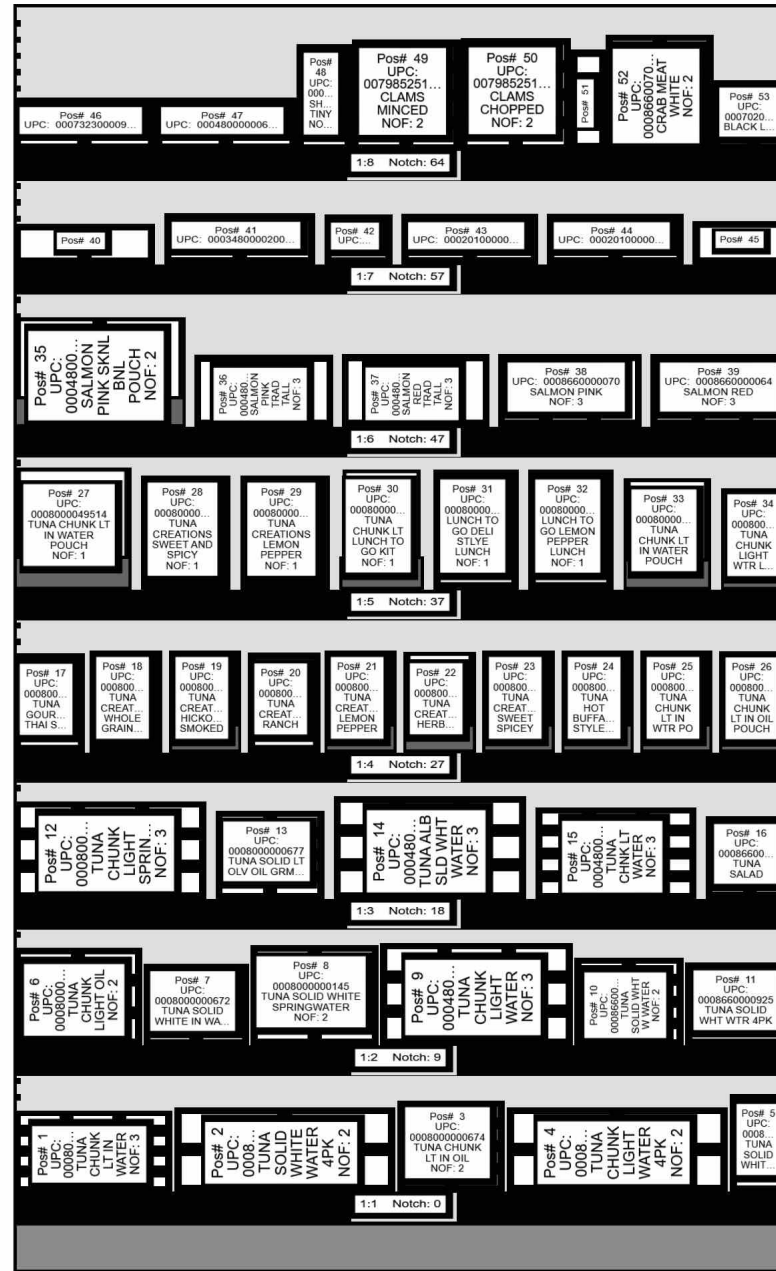 Pos# 46
UPC: 000732300009...
Pos# 47
UPC: 000480000006...
Pos#
48
UPC:
000...
SH...
TINY
NO...
Pos# 49
UPC:
007985251...
CLAMS
MINCED
NOF: 2
Pos# 50
UPC:
007985251...
CLAMS
CHOPPED
NOF: 2
Pos# 51
Pos# 52
UPC:
0008660070...
CRAB MEAT
WHITE
NOF: 2
Pos# 53
UPC:
0007020...
BLACK L...
1:8 Notch: 64
Pos# 40
Pos# 41
UPC: 0003480000200...
Pos# 42
UPC:...
Pos# 43
UPC: 00020100000...
Pos# 44
UPC: 00020100000...
Pos# 45
1:7 Notch: 57
Pos# 35
UPC:
0004800...
SALMON
PINK SKNL
BNL
POUCH
NOF: 2
Pos# 36
UPC:
000480...
SALMON
PINK
TRAD
TALL
NOF: 3
Pos# 37
UPC:
000480...
SALMON
RED
TRAD
TALL
NOF: 3
Pos# 38
UPC: 0008660000070
SALMON PINK
NOF: 3
Pos# 39
UPC: 0008660000064
SALMON RED
NOF: 3
1:6 Notch: 47
Pos# 27
UPC:
0008000049514
TUNA CHUNK LT
IN WATER
POUCH
NOF: 1
Pos# 28
UPC:
00080000...
TUNA
CREATIONS
SWEET AND
SPICY
NOF: 1
Pos# 29
UPC:
00080000...
TUNA
CREATIONS
LEMON
PEPPER
NOF: 1
Pos# 30
UPC:
00080000...
TUNA
CHUNK LT
LUNCH TO
GO KIT
NOF: 1
Pos# 31
UPC:
00080000...
LUNCH TO
GO DELI
STLYE
LUNCH
NOF: 1
Pos# 32
UPC:
00080000...
LUNCH TO
GO LEMON
PEPPER
LUNCH
NOF: 1
Pos# 33
UPC:
00080000...
TUNA
CHUNK LT
IN WATER
POUCH
Pos# 34
UPC:
000800...
TUNA
CHUNK
LIGHT
WTR L...
1:5 Notch: 37
Pos# 17
UPC:
000800...
TUNA
GOUR...
THAI S...
Pos# 18
UPC:
000800...
TUNA
CREAT...
WHOLE
GRAIN...
Pos# 19
UPC:
000800...
TUNA
CREAT...
HICKO...
SMOKED
Pos# 20
UPC:
000800...
TUNA
CREAT...
RANCH
Pos# 21
UPC:
000800...
TUNA
CREAT...
LEMON
PEPPER
Pos# 22
UPC:
000800...
TUNA
CREAT...
HERB...
Pos# 23
UPC:
000800...
TUNA
CREAT...
SWEET
SPICEY
Pos# 24
UPC:
000800...
TUNA
HOT
BUFFA...
STYLE...
Pos# 25
UPC:
000800...
TUNA
CHUNK
LT IN
WTR PO
Pos# 26
UPC:
000800...
TUNA
CHUNK
LT IN OIL
POUCH
1:4 Notch: 27
Pos# 12
UPC:
000800...
TUNA
CHUNK
LIGHT
SPRIN...
NOF: 3
Pos# 13
UPC:
0008000000677
TUNA SOLID LT
OLV OIL GRM...
Pos# 14
UPC:
000480...
TUNA ALB
SLD WHT
WATER
NOF: 3
Pos# 15
UPC:
0004800...
TUNA
CHNK LT
WATER
NOF: 3
Pos# 16
UPC:
00086600...
TUNA
SALAD
1:3 Notch: 18
Pos# 6
UPC:
0008000...
TUNA
CHUNK
LIGHT OIL
NOF: 2
Pos# 7
UPC:
0008000000672
TUNA SOLID
WHITE IN WA...
Pos# 8
UPC:
0008000000145
TUNA SOLID WHITE
SPRINGWATER
NOF: 2
Pos# 9
UPC:
000480...
TUNA
CHUNK
LIGHT
WATER
NOF: 3
Pos# 10
UPC:
00086600...
TUNA
SOLID WHT
W WATER
NOF: 2
Pos# 11
UPC:
0008660000925
TUNA SOLID
WHT WTR 4PK
1:2 Notch: 9
Pos# 1
UPC:
00080...
TUNA
CHUNK
LT IN
WATER
NOF: 3
Pos# 2
UPC:
0008...
TUNA
SOLID
WHITE
WATER
4PK
NOF: 2
Pos# 3
UPC:
0008000000674
TUNA CHUNK
LT IN OIL
NOF: 2
Pos# 4
UPC:
0008...
TUNA
CHUNK
LIGHT
WATER
4PK
NOF: 2
Pos# 5
UPC:
0008...
TUNA
SOLID
WHIT...
1:1 Notch: 0